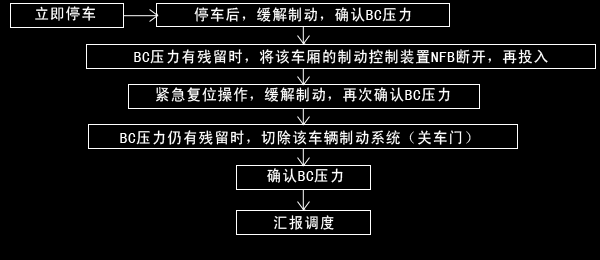 立即停车
停车后，缓解制动，确认BC压力
BC压力有残留时，将该车厢的制动控制装置NFB断开，再投入
紧急复位操作，缓解制动，再次确认BC压力
BC压力仍有残留时，切除该车辆制动系统（关车门）
确认BC压力
汇报调度